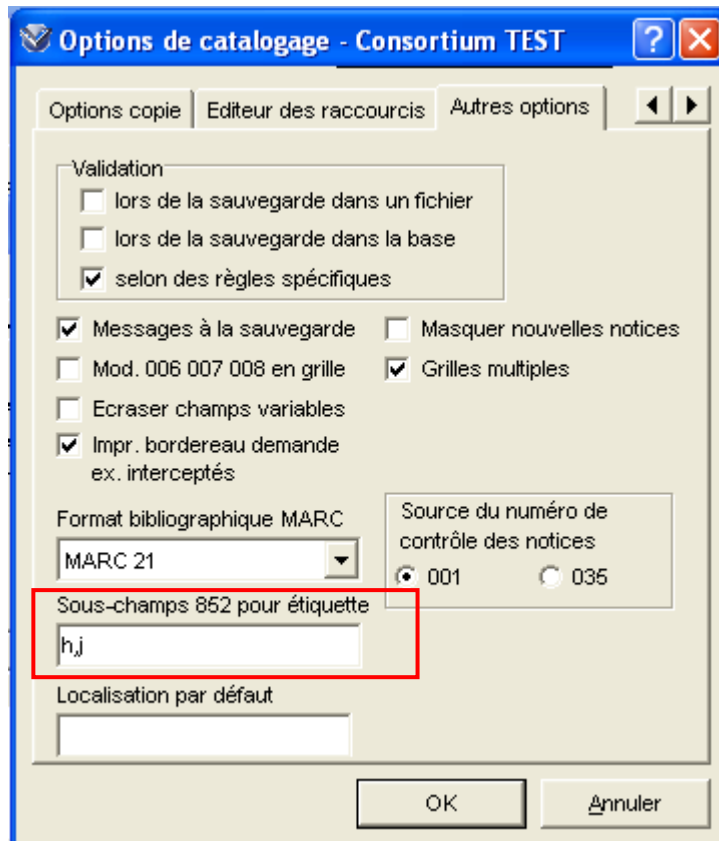 Options de catalogage - Consortium TEST
Options copie Editeur des raccourcis Autres options
Validation
lors de la sauvegarde dans un fichier
lors de la sauvegarde dans la base
selon des règles spécifiques
Messages à la sauvegarde Masquer nouvelles notices
Mod. 006 007 008 en grille Grilles multiples
Ecraser champs variables
Impr. bordereau demande
ex. interceptés
Format bibliographique MARC
MARC 21
Source du numéro de
contrôle des notices
001 035
Sous-champs 852 pour étiquette
h,j
Localisation par défaut
OK Annuler